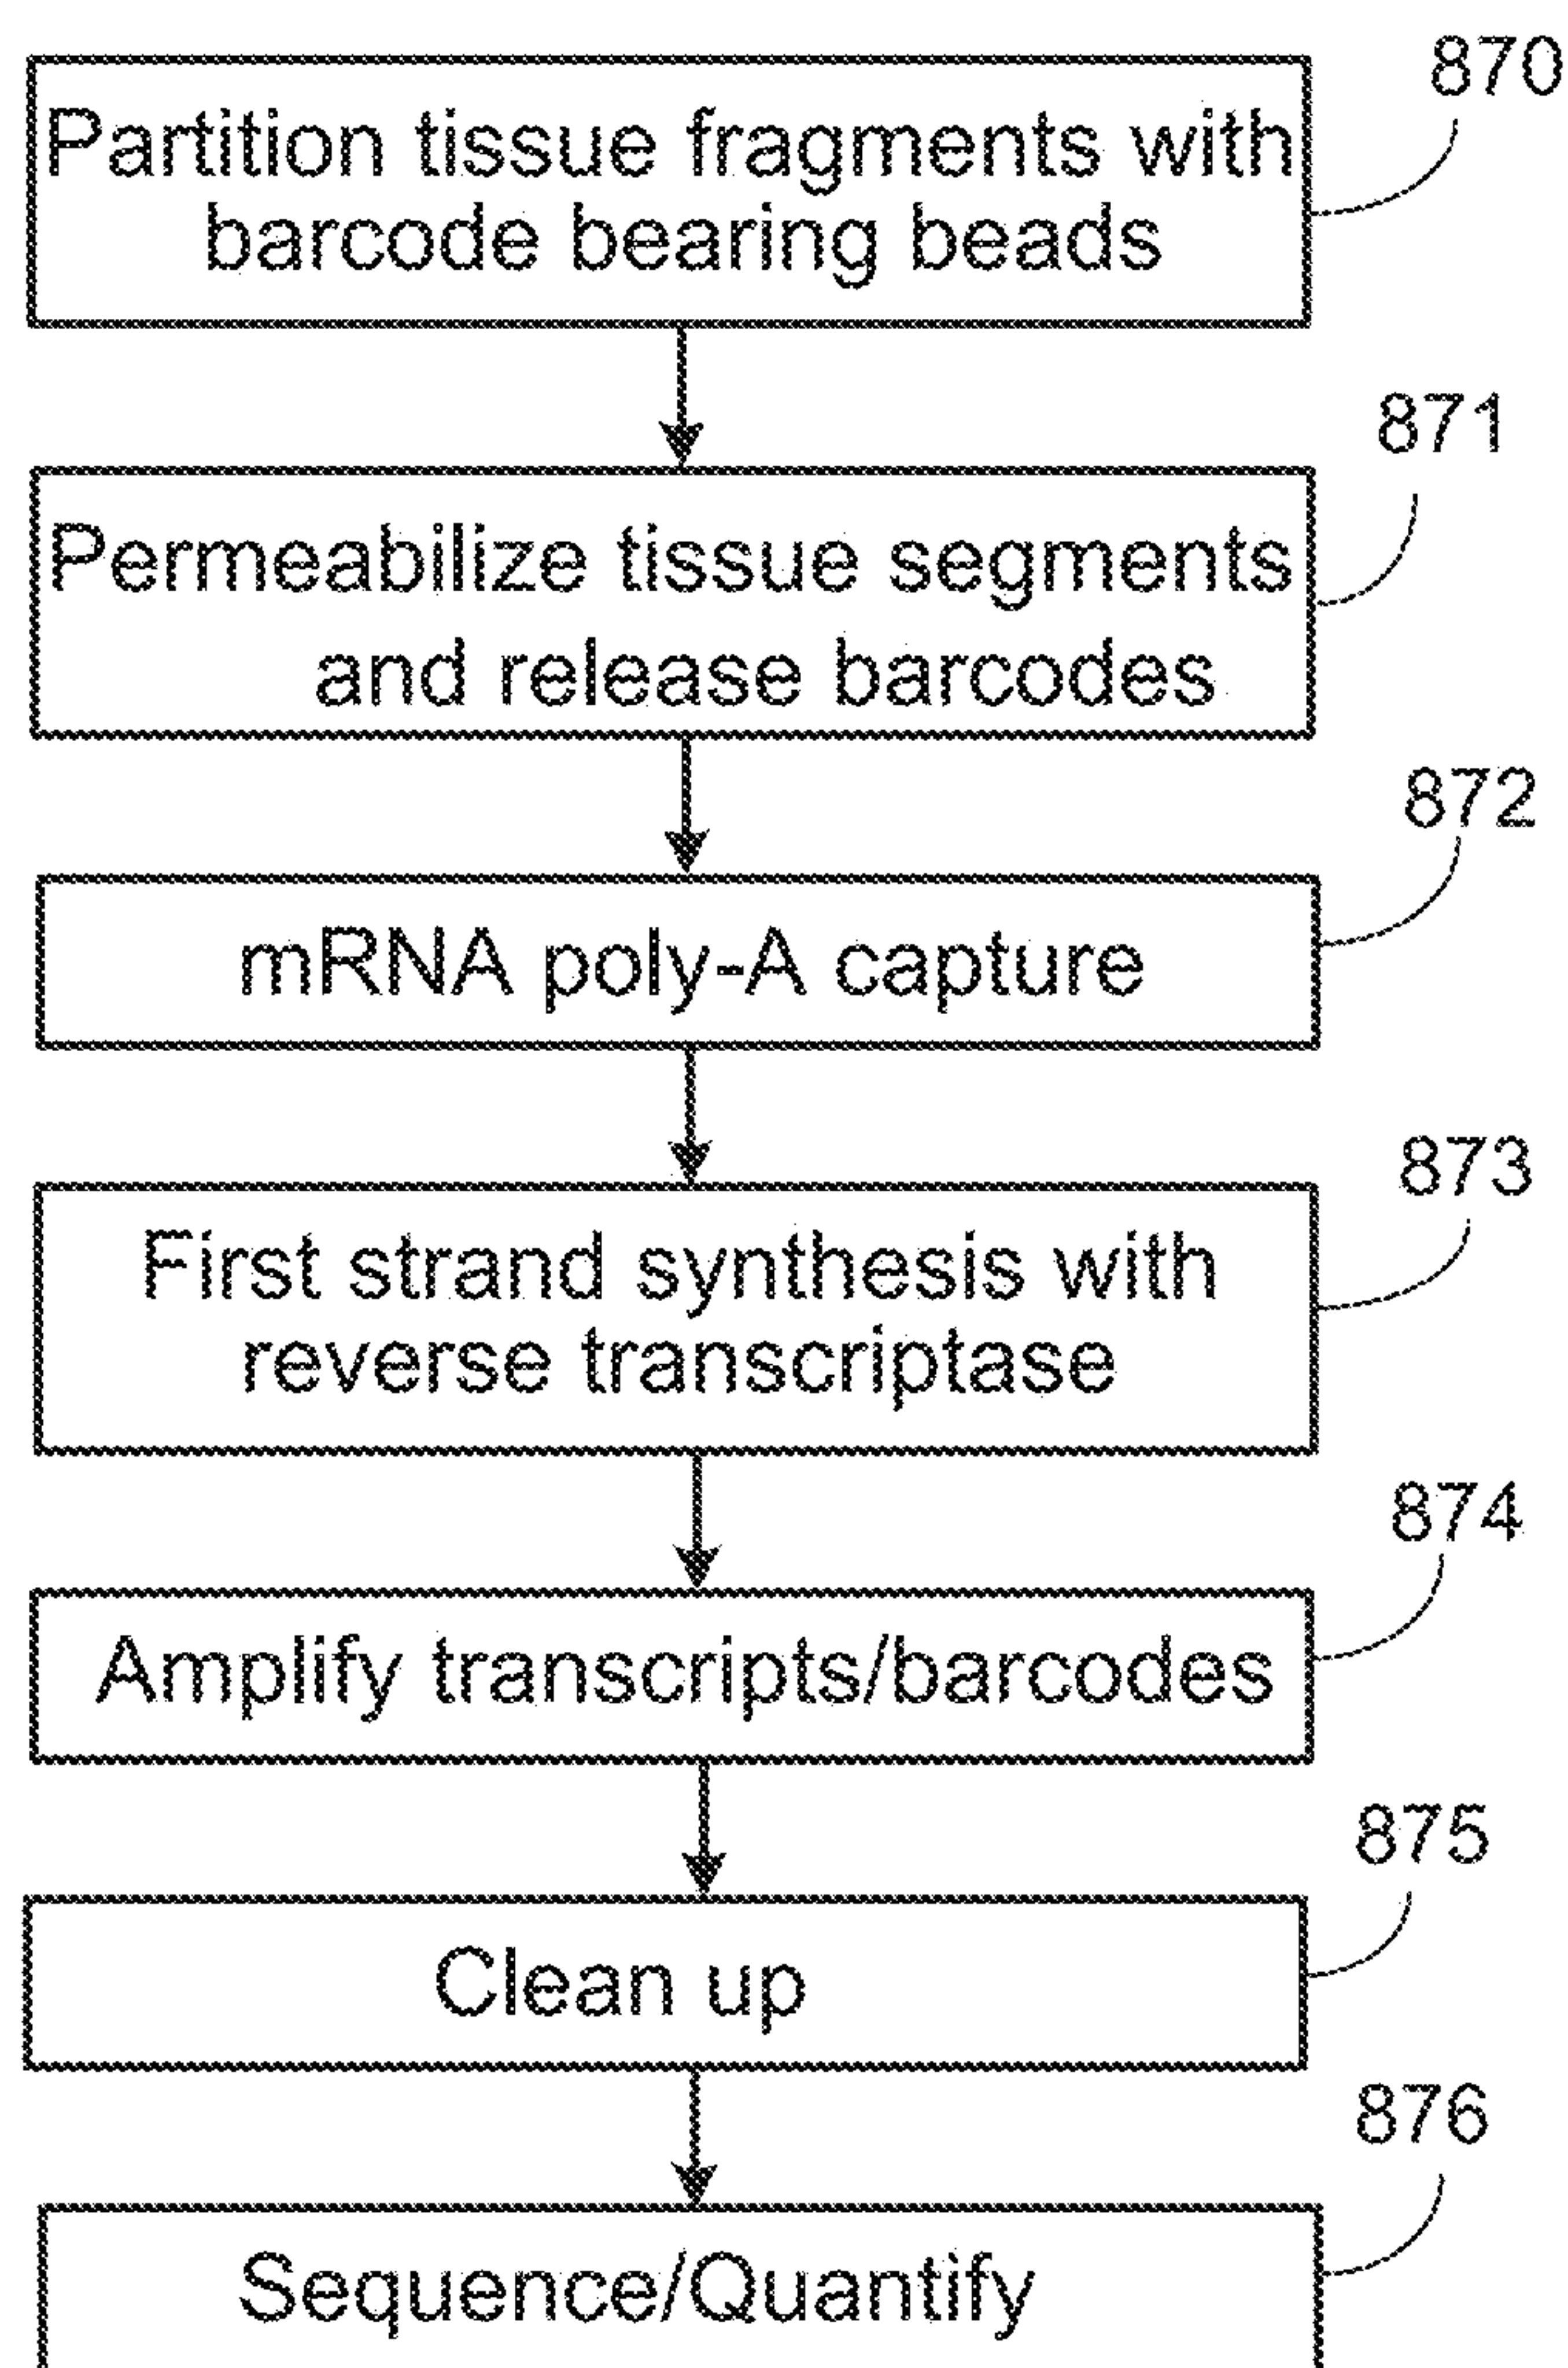 870
Partition tissue fragments with
barcode bearing beads
871
Permeabilize tissue segments
and release barcodes
872
mRNA poly-A capture
873
First strand synthesis with
reverse transcriptase
874
Amplify transcripts/barcodes
875
Clean up
876
Sequence/Quantify